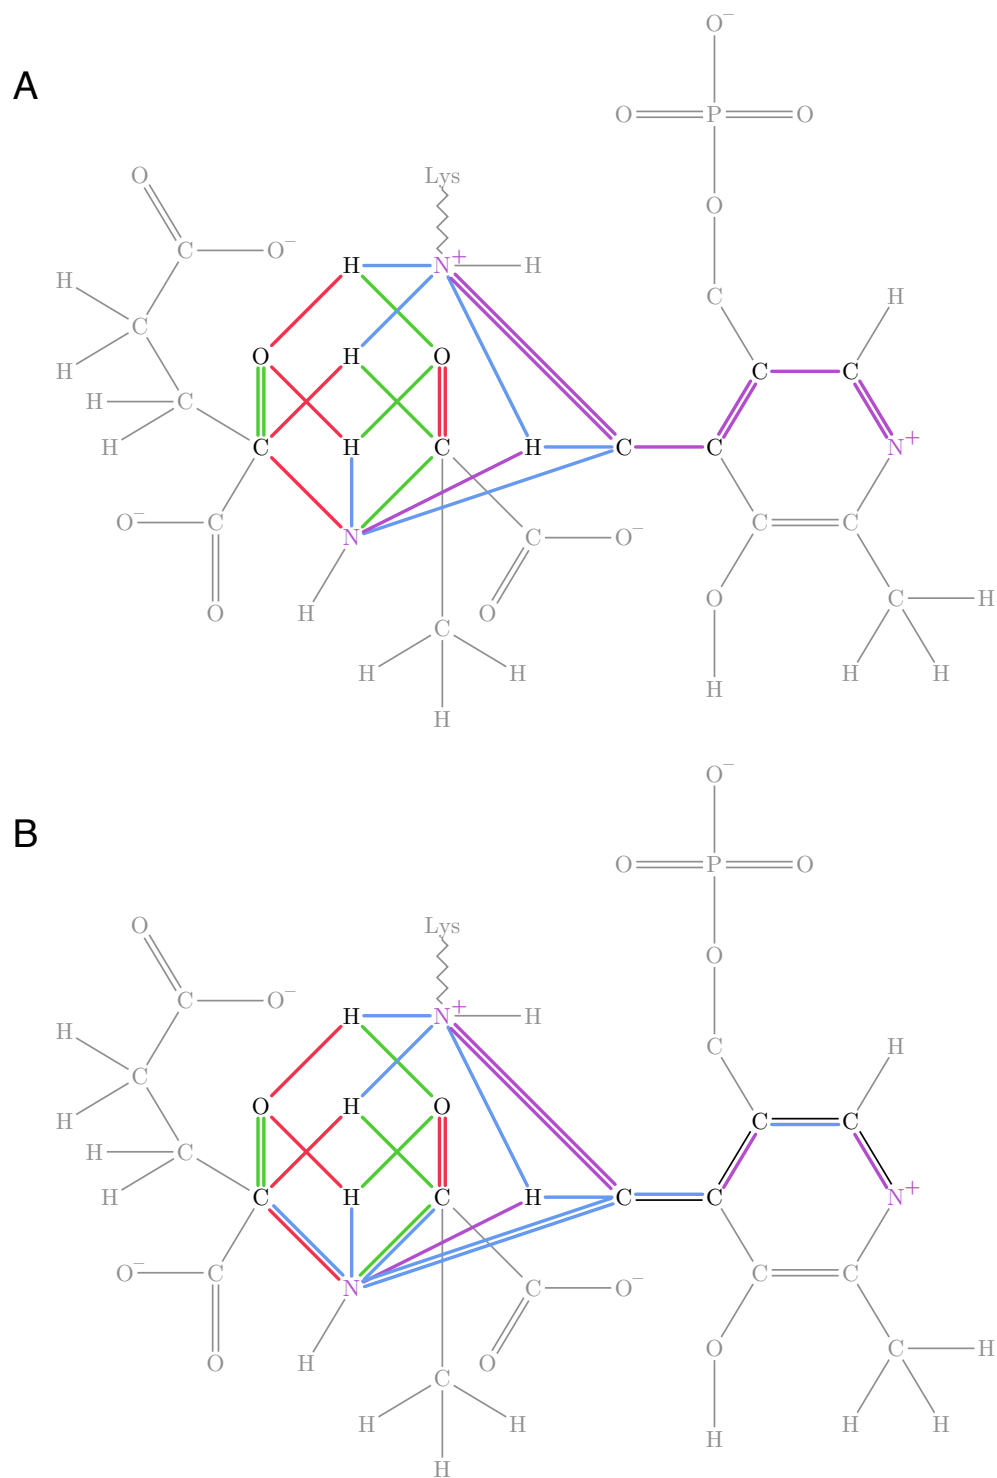 O⁻
A
O P O
O Lys
O
H N⁺ H
C O⁻
H C H
C
O H O
H C C
H C
H C H C H C C N⁺
O⁻ C C C
N C O⁻
C H
O H O O
C
H H H H
H
H
O⁻
B
O P O
O Lys
O
C O⁻
H N⁺ H
H C
C H
O H O
H C C
H C
H C H C H C C N⁺
O⁻ C C C
N C O⁻
O C H
H O O
C
H H H H
H
H